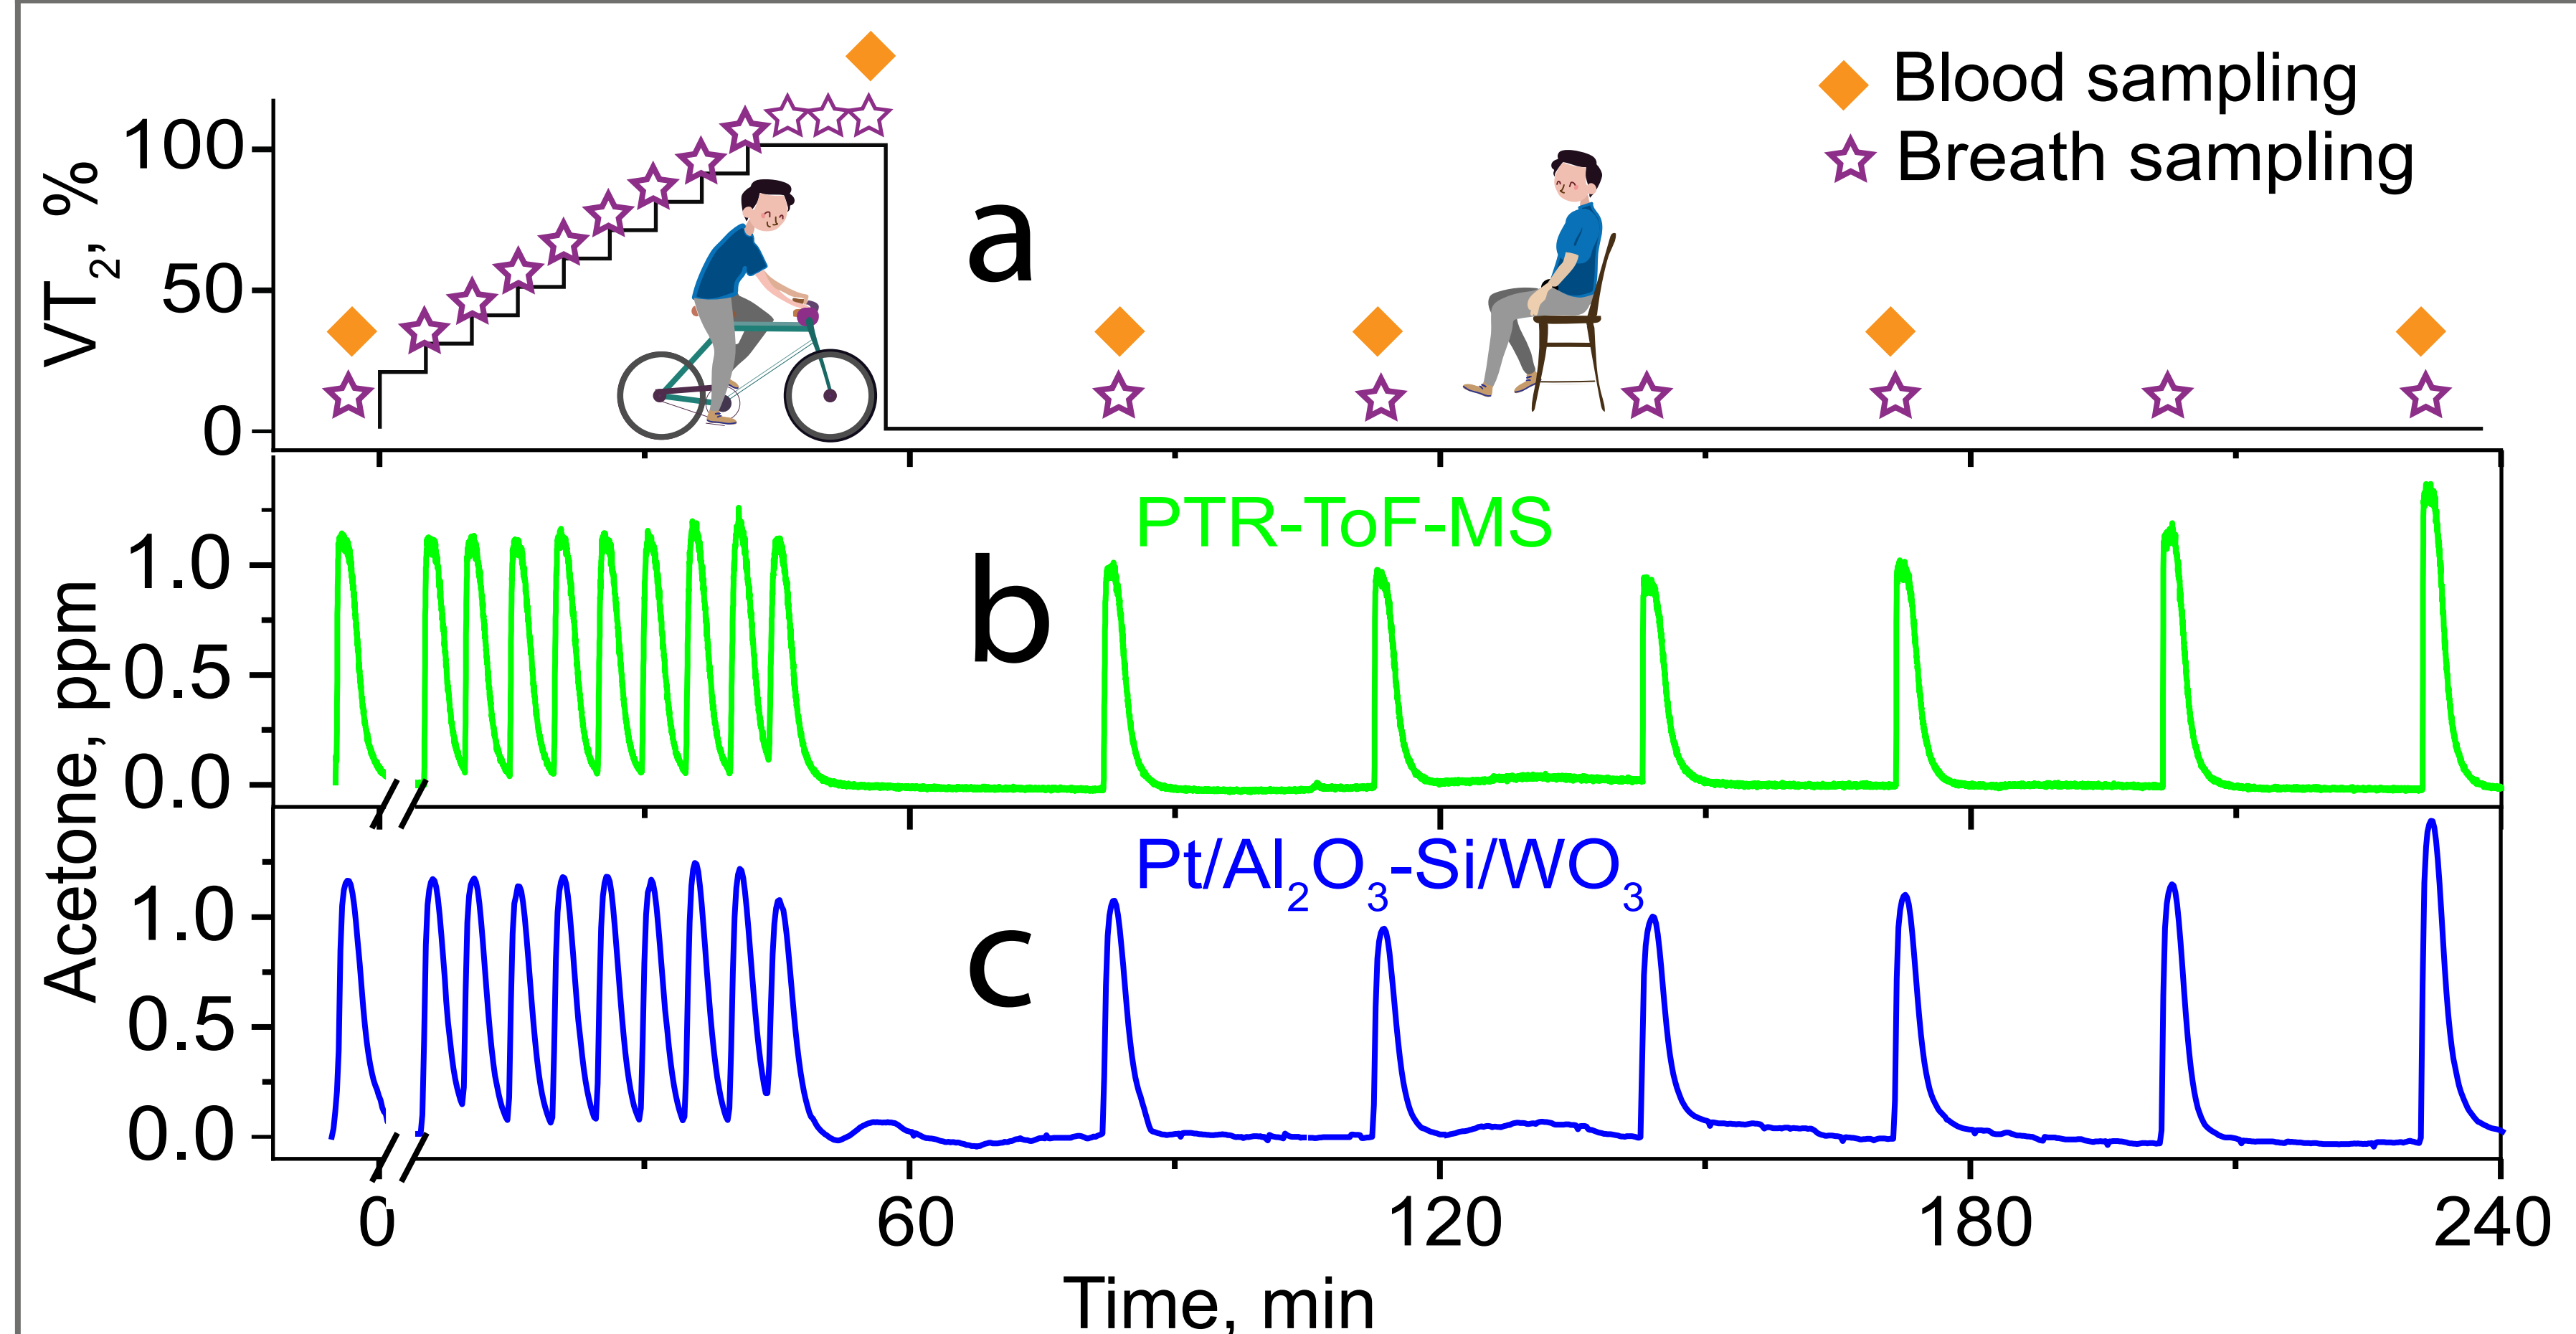 Blood sampling
Breath sampling
VT₂, %
100
50
0
a
PTR-ToF-MS
b
Acetone, ppm
1.0
0.5
0.0
Pt/Al₂O₃-Si/WO₃
c
1.0
0.5
0.0
0 60 120 180 240
Time, min